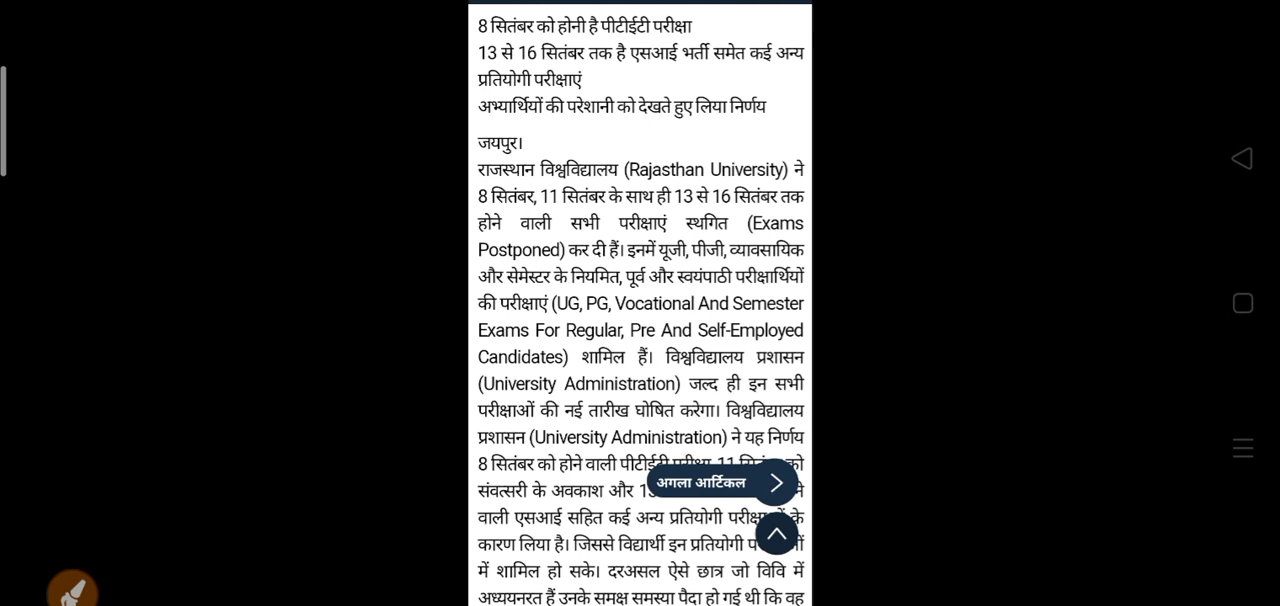 8 सितंबर को होनी है पीटीईटी परीक्षा
13 से 16 सितंबर तक है एसआई भर्ती समेत कई अन्य
प्रतियोगी परीक्षाएं
अभ्यार्थियों की परेशानी को देखते हुए लिया निर्णय
जयपुर।
राजस्थान विश्वविद्यालय (Rajasthan University) ने
8 सितंबर, 11 सितंबर के साथ ही 13 से 16 सितंबर तक
होने वाली सभी परीक्षाएं स्थगित (Exams
Postponed) कर दी हैं। इनमें यूजी, पीजी, व्यावसायिक
और सेमेस्टर के नियमित, पूर्व और स्वयंपाठी परीक्षार्थियों
की परीक्षाएं (UG, PG, Vocational And Semester
Exams For Regular, Pre And Self-Employed
Candidates) शामिल हैं। विश्वविद्यालय प्रशासन
(University Administration) जल्द ही इन सभी
परीक्षाओं की नई तारीख घोषित करेगा। विश्वविद्यालय
प्रशासन (University Administration) ने यह निर्णय
8 सितंबर को होने वाली पीटीईटी परीक्षा, 11 सितंबर को
अगला आर्टिकल
संवत्सरी के अवकाश और
वाली एसआई सहित कई अन्य प्रतियोगी के
कारण लिया है। जिससे विद्यार्थी इन प्रतियोगी
में शामिल हो सके। दरअसल ऐसे छात्र जो विवि में
अध्ययनरत हैं उनके समक्ष समस्या पैदा हो गई थी कि वह